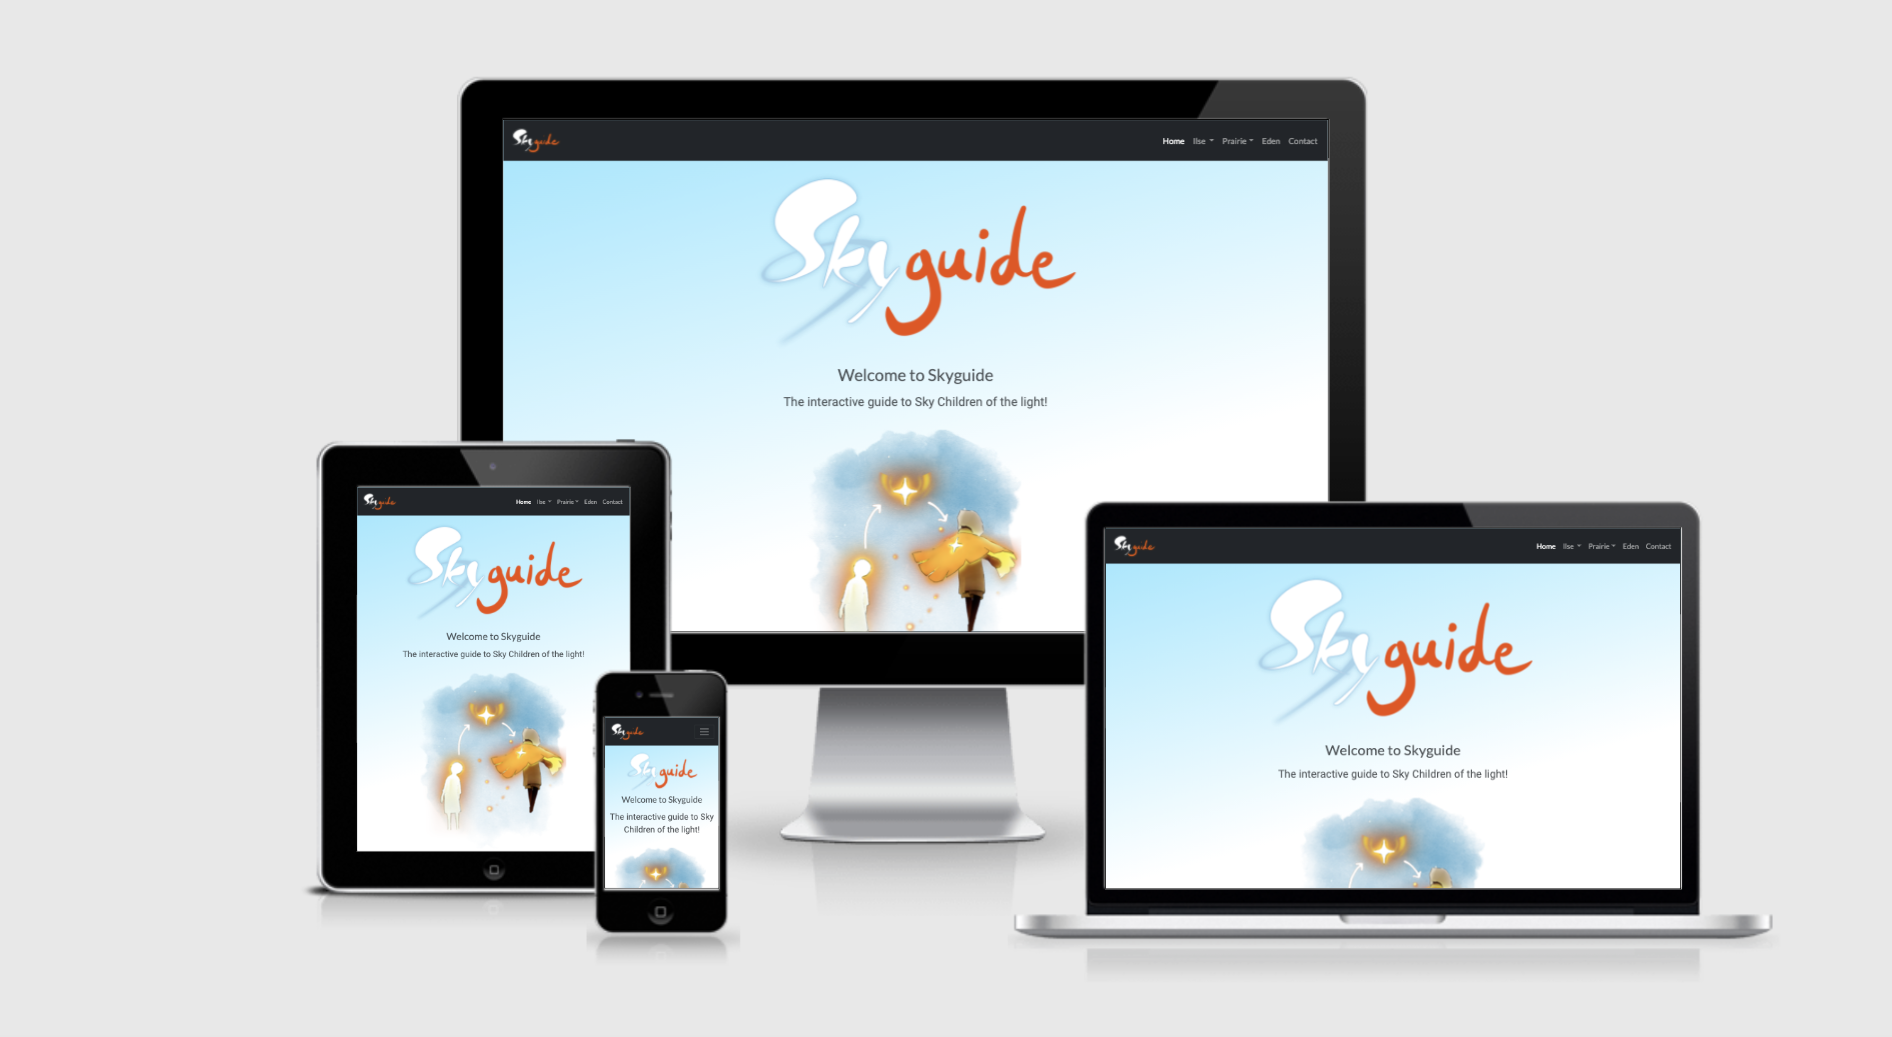 Skyguide
Home Ilse Prairie Eden Contact
Skyguide
Welcome to Skyguide
The interactive guide to Sky Children of the light!
Skyguide
Home Ilse Prairie Eden Contact
Skyguide
Welcome to Skyguide
The interactive guide to Sky Children of the light!
Skyguide
Skyguide
Welcome to Skyguide
The interactive guide to Sky
Children of the light!
Skyguide
Home Ilse Prairie Eden Contact
Skyguide
Welcome to Skyguide
The interactive guide to Sky Children of the light!